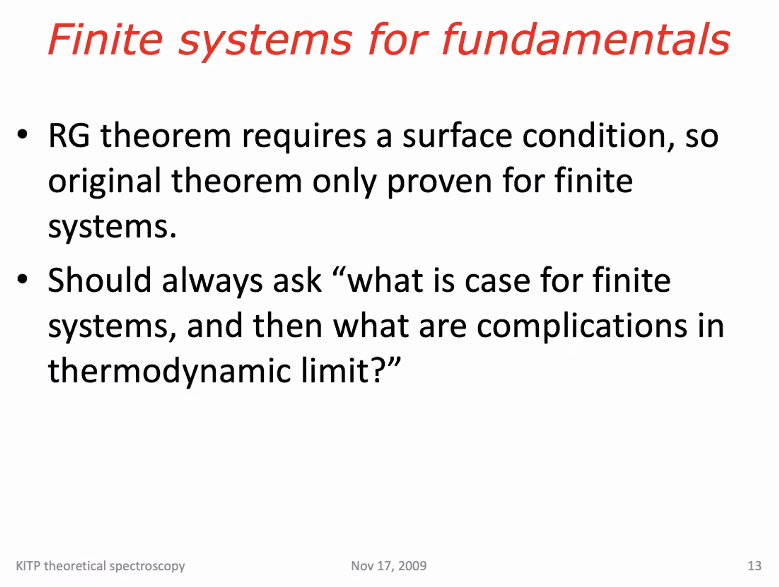 Finite systems for fundamentals
• RG theorem requires a surface condition, so
original theorem only proven for finite
systems.
• Should always ask “what is case for finite
systems, and then what are complications in
thermodynamic limit?”
KITP theoretical spectroscopy
Nov 17, 2009
13